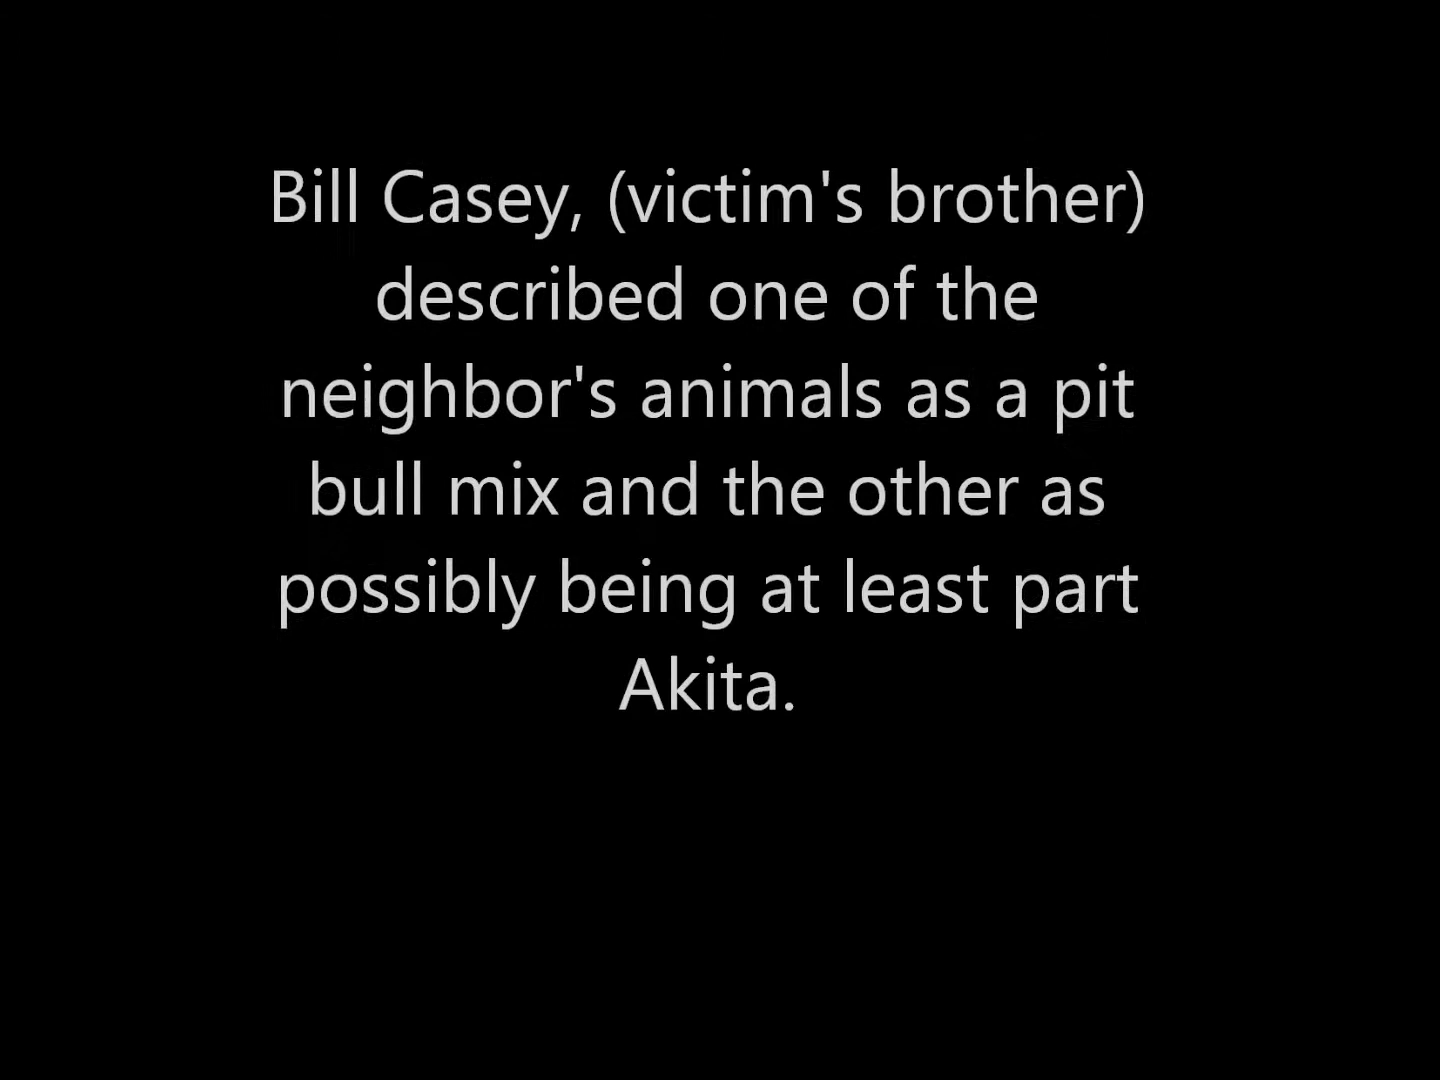 Bill Casey, (victim's brother)
described one of the
neighbor's animals as a pit
bull mix and the other as
possibly being at least part
Akita.